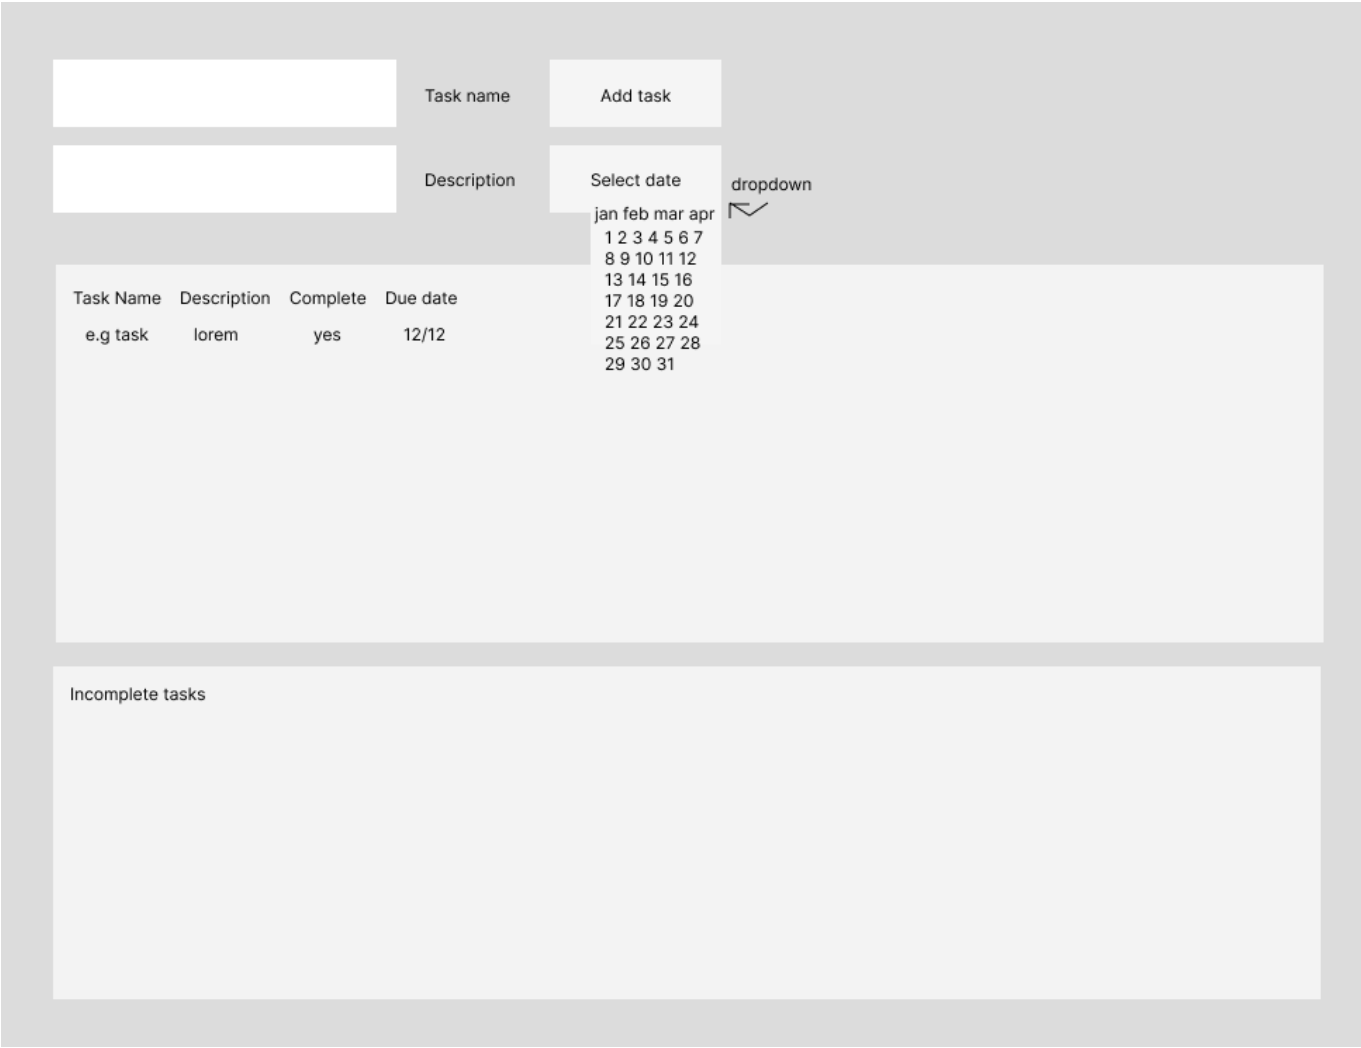 Task name
Add task
Description
Select date
dropdown
jan feb mar apr
1 2 3 4 5 6 7
8 9 10 11 12
13 14 15 16
17 18 19 20
21 22 23 24
25 26 27 28
29 30 31
Task Name Description Complete Due date
e.g task lorem yes 12/12
Incomplete tasks